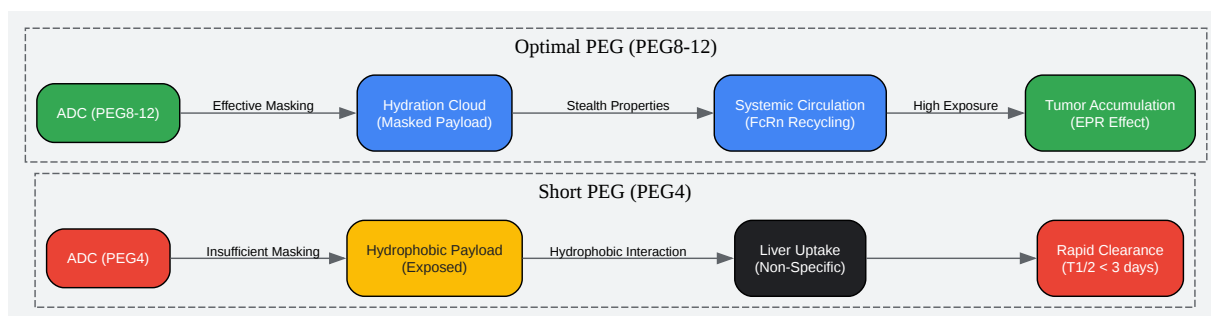 Optimal PEG (PEG8-12)
ADC (PEG8-12)
Effective Masking
Hydration Cloud
(Masked Payload)
Stealth Properties
Systemic Circulation
(FcRn Recycling)
High Exposure
Tumor Accumulation
(EPR Effect)
Short PEG (PEG4)
ADC (PEG4)
Insufficient Masking
Hydrophobic Payload
(Exposed)
Hydrophobic Interaction
Liver Uptake
(Non-Specific)
Rapid Clearance
(T1/2 < 3 days)